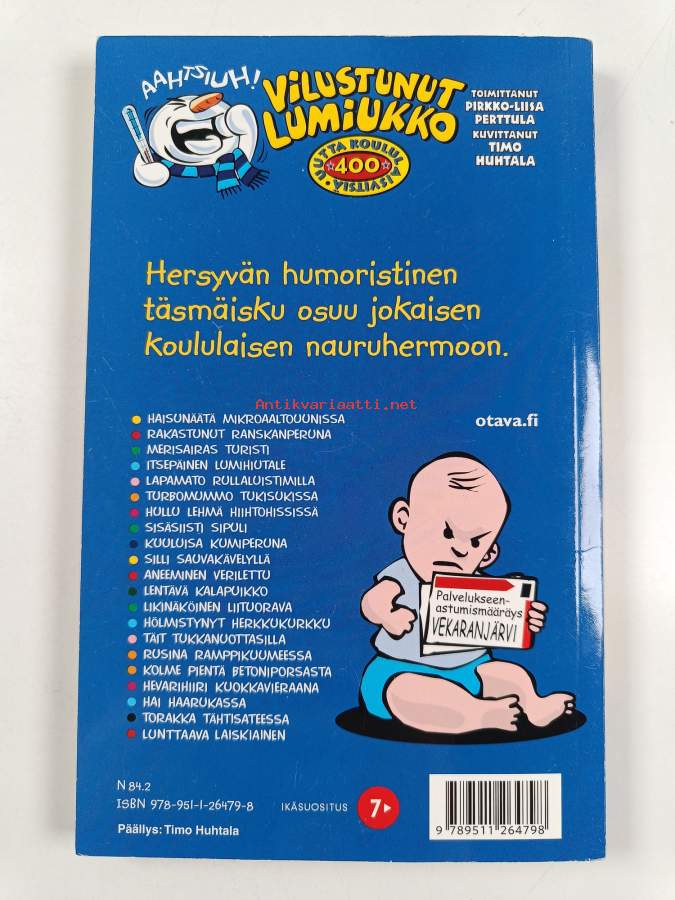 AAHTSIUH!
VILUSTUNUT
LUMIUKKO
400
UUTTA KOULULAISVITSIÄ
TOIMITTANUT
PIRKKO-LIISA
PERTTULA
KUVITTANUT
TIMO
HUHTALA
Hersyvän humoristinen
täsmäisku osuu jokaisen
koululaisen nauruhermoon.
Antikvariaatti.net
otava.fi
HAISUNÄÄTÄ MIKROAALTOUUNISSA
RAKASTUNUT RANSKANPERUNA
MERISAIRAS TURISTI
ITSEPÄINEN LUMIHIUTALE
LAPAMATO RULLALUISTIMILLA
TURBOMUMMO TUKISUKISSA
HULLU LEHMÄ HIIHTOHISSISSÄ
SISÄSIISTI SIPULI
KUULUISA KUMIPERUNA
SILLI SAUVAKÄVELYLLÄ
ANEEMINEN VERILETTU
LENTÄVÄ KALAPUIKKO
LIKINÄKÖINEN LIITUORAVA
HÖLMISTYNYT HERKKUKURKKU
TÄIT TUKKANUOTTASILLA
RUSINA RAMPPIKUUMEESSA
KOLME PIENTÄ BETONIPORSASTA
HEVARIHIIRI KUOKKAVIERAANA
HAI HAARUKASSA
TORAKKA TÄHTISATEESSA
LUNTTAAVA LAISKIAINEN
Palvelukseen-
astumismääräys
VEKARANJÄRVI
N 84.2
ISBN 978-951-1-26479-8
IKÄSUOSITUS
7
Päällys: Timo Huhtala
9 789511 264798